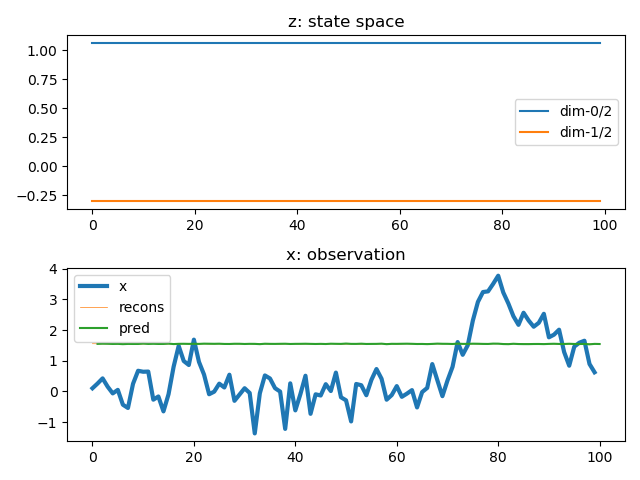 z: state space
1.00
0.75
0.50
0.25
0.00
−0.25
dim-0/2
dim-1/2
0 20 40 60 80 100
x: observation
4
3
2
1
0
−1
x
recons
pred
0 20 40 60 80 100